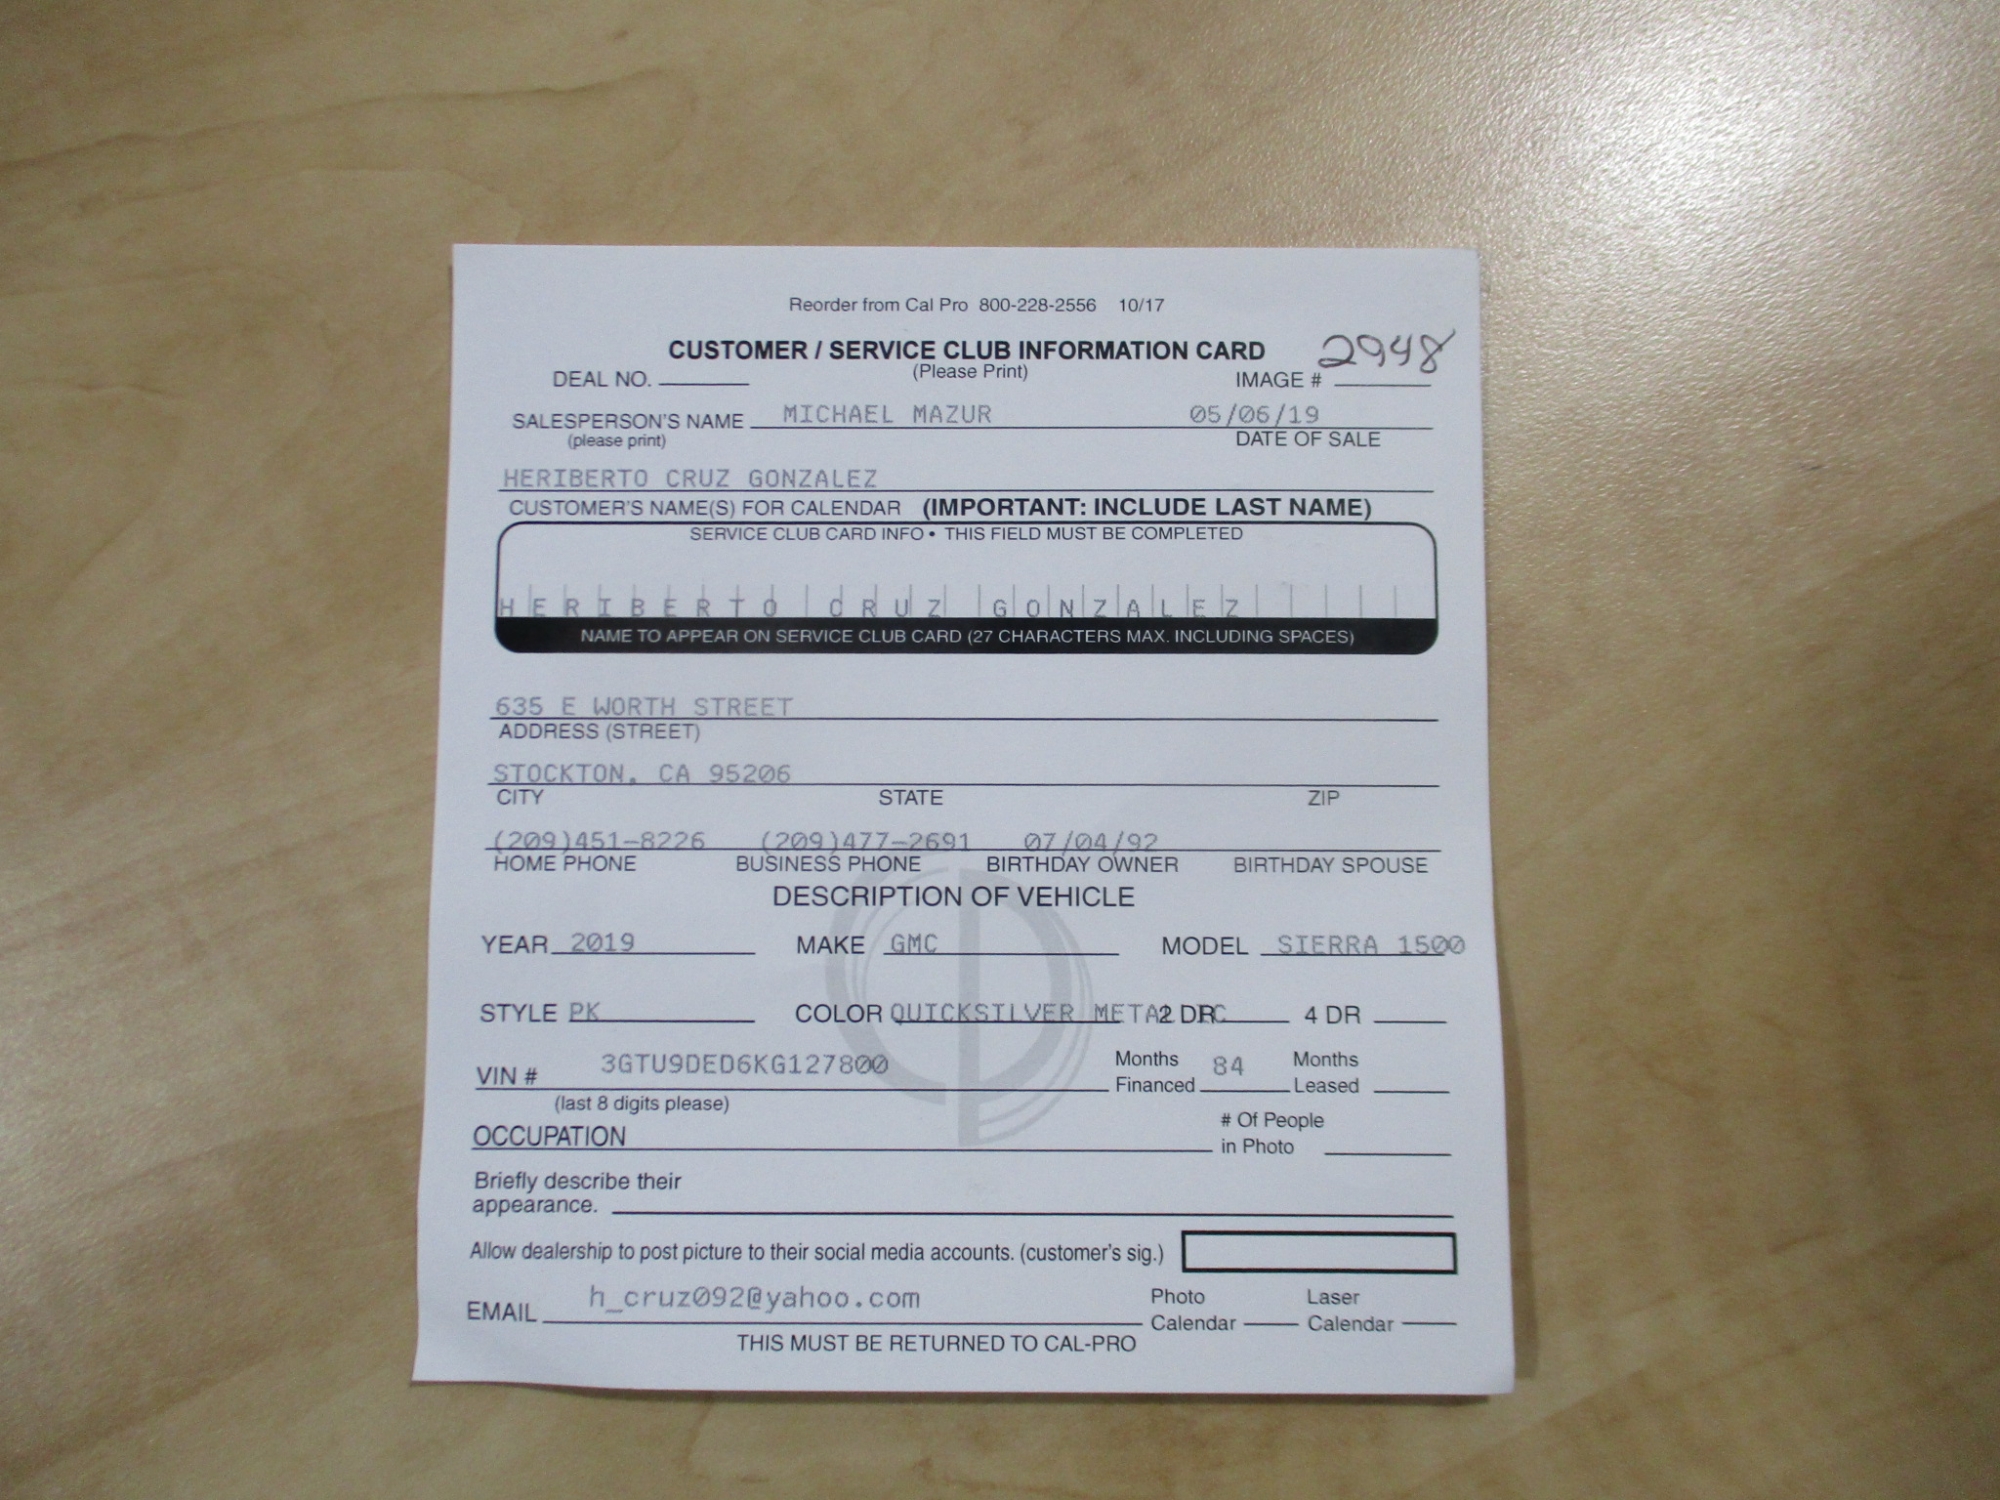 Reorder from Cal Pro 800-228-2556 10/17
CUSTOMER / SERVICE CLUB INFORMATION CARD 2948
(Please Print)
DEAL NO. IMAGE #
SALESPERSON'S NAME MICHAEL MAZUR 05/06/19
(please print) DATE OF SALE
HERIBERTO CRUZ GONZALEZ
CUSTOMER'S NAME(S) FOR CALENDAR (IMPORTANT: INCLUDE LAST NAME)
SERVICE CLUB CARD INFO • THIS FIELD MUST BE COMPLETED
HERIBERTO CRUZ GONZALEZ
NAME TO APPEAR ON SERVICE CLUB CARD (27 CHARACTERS MAX. INCLUDING SPACES)
635 E WORTH STREET
ADDRESS (STREET)
STOCKTON, CA 95206
CITY STATE ZIP
(209)451-8226 (209)477-2691 07/04/92
HOME PHONE BUSINESS PHONE BIRTHDAY OWNER BIRTHDAY SPOUSE
DESCRIPTION OF VEHICLE
YEAR 2019 MAKE GMC MODEL SIERRA 1500
STYLE PK COLOR QUICKSILVER METALLIC 2 DR 4 DR
VIN # 3GTU9DED6KG127800 Months Financed 84 Months Leased
(last 8 digits please)
OCCUPATION # Of People in Photo
Briefly describe their
appearance.
Allow dealership to post picture to their social media accounts. (customer's sig.)
EMAIL h_cruz092@yahoo.com Photo Calendar Laser Calendar
THIS MUST BE RETURNED TO CAL-PRO